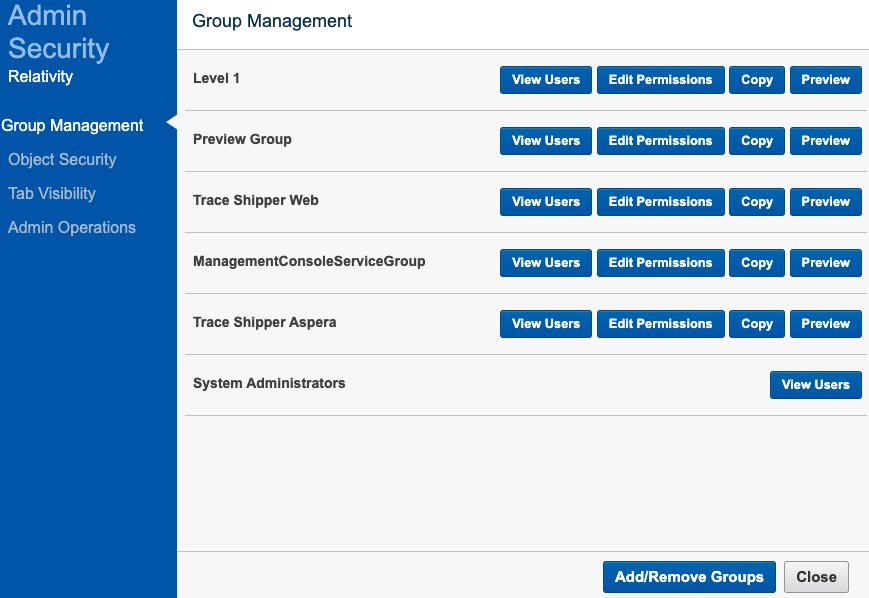 Admin
Security
Relativity
Group Management
Object Security
Tab Visibility
Admin Operations
Group Management
Level 1 View Users Edit Permissions Copy Preview
Preview Group View Users Edit Permissions Copy Preview
Trace Shipper Web View Users Edit Permissions Copy Preview
ManagementConsoleServiceGroup View Users Edit Permissions Copy Preview
Trace Shipper Aspera View Users Edit Permissions Copy Preview
System Administrators View Users
Add/Remove Groups Close